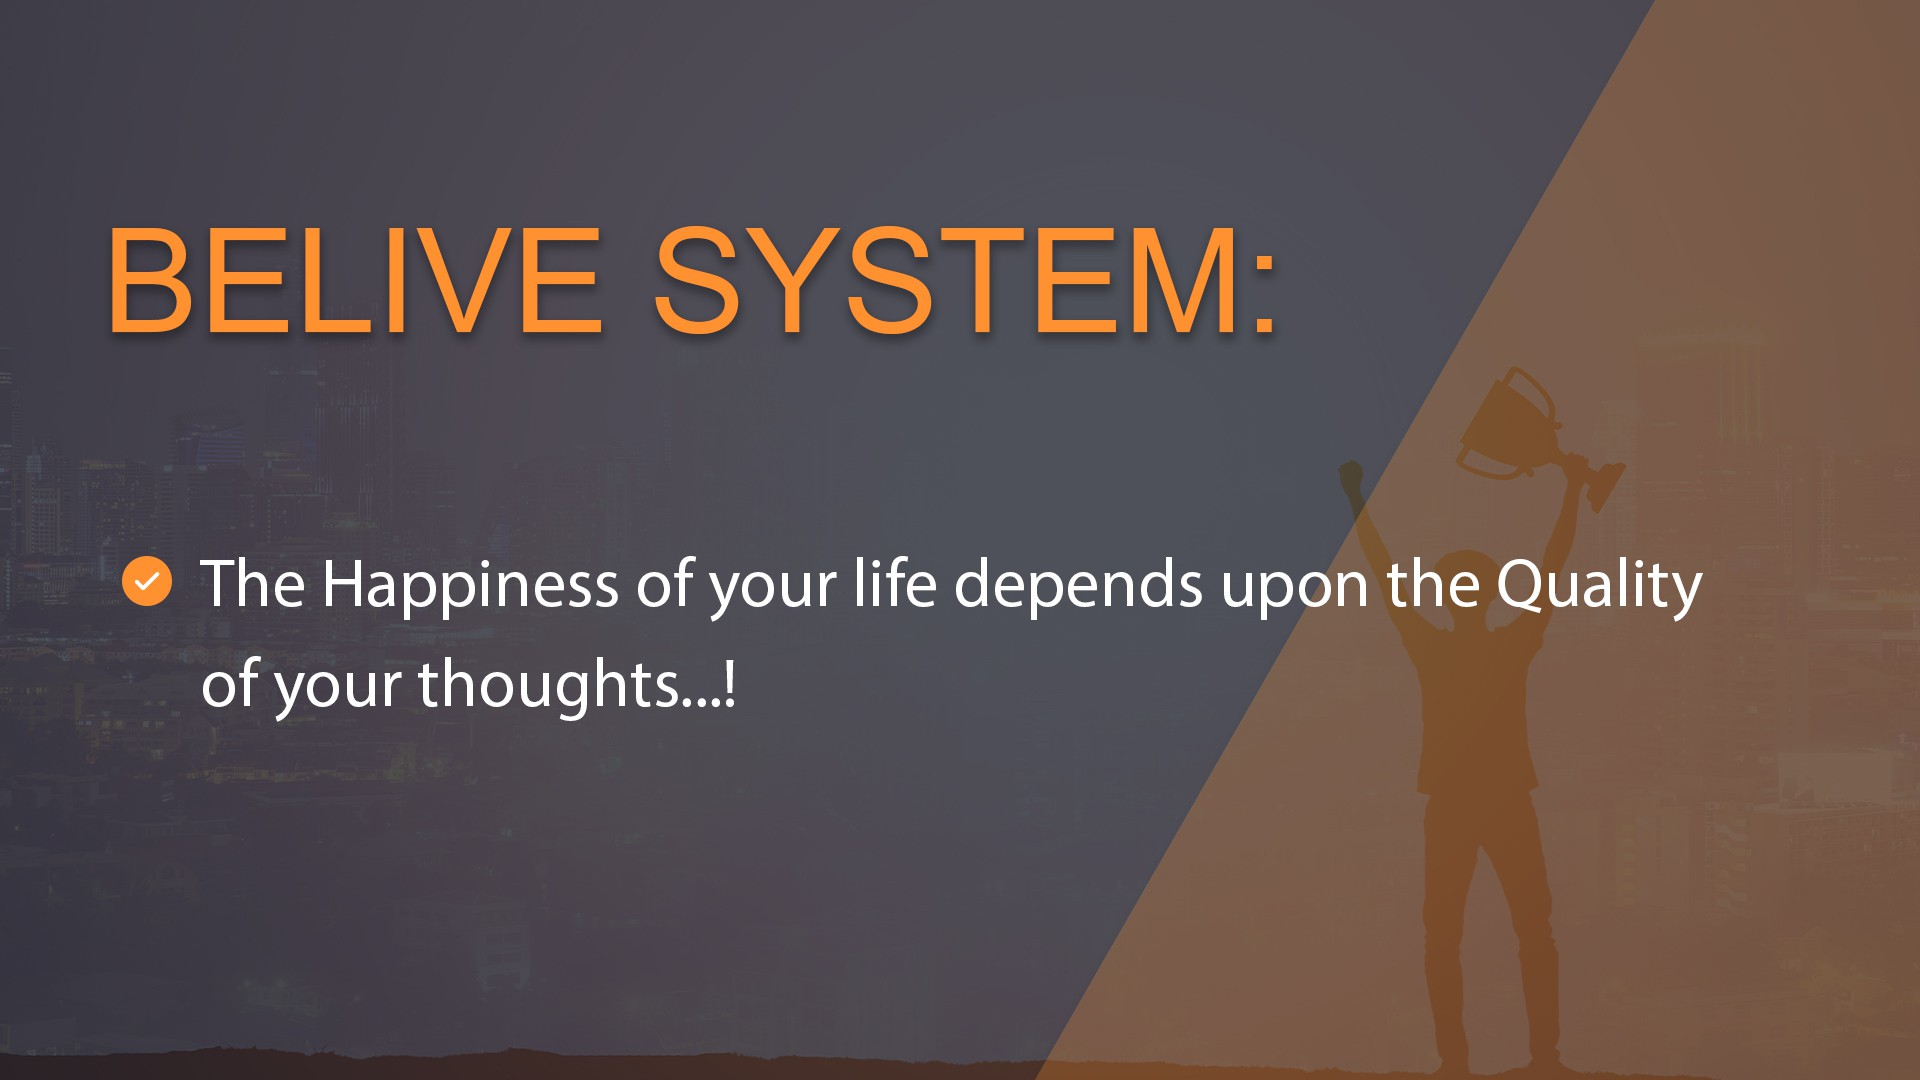 BELIVE SYSTEM:
The Happiness of your life depends upon the Quality
of your thoughts...!